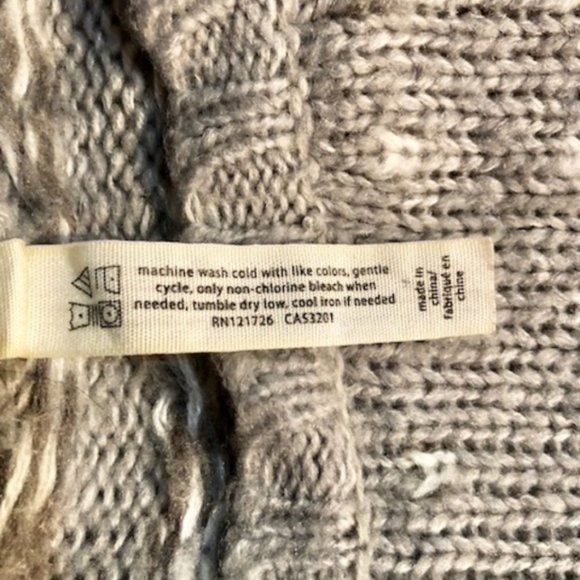 machine wash cold with like colors, gentle
cycle, only non-chlorine bleach when
needed, tumble dry low, cool iron if needed
RN121726 CA53201
made in
china/
fabriqué en
chine